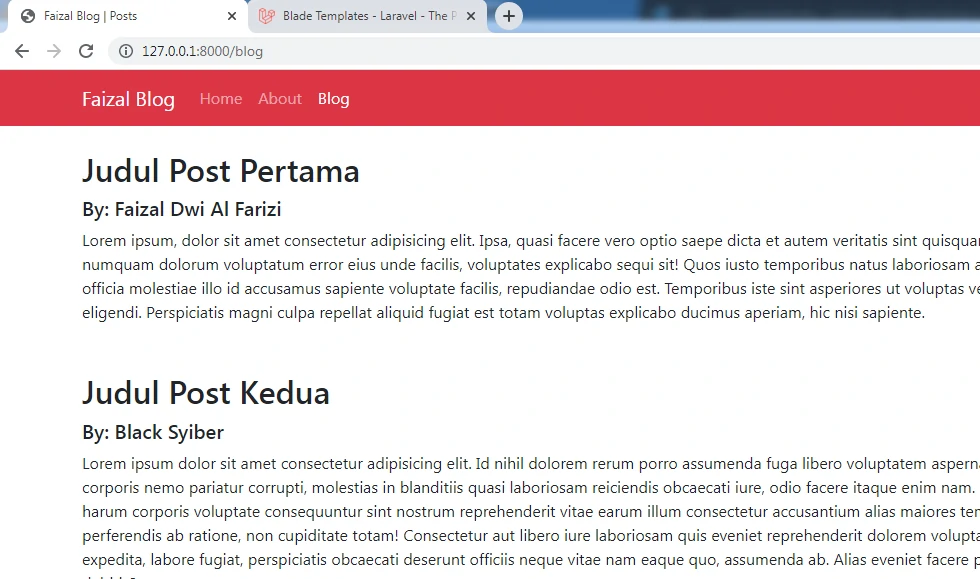 Faizal Blog | Posts
Blade Templates - Laravel - The P
127.0.0.1:8000/blog
Faizal Blog Home About Blog
Judul Post Pertama
By: Faizal Dwi Al Farizi
Lorem ipsum, dolor sit amet consectetur adipisicing elit. Ipsa, quasi facere vero optio saepe dicta et autem veritatis sint
numquam dolorum voluptatum error eius unde facilis, voluptates explicabo sequi sit! Quos iusto temporibus natus laboriosam a
officia molestiae illo id accusamus sapiente voluptate facilis, repudiandae odio est. Temporibus iste sint asperiores ut voluptas
eligendi. Perspiciatis magni culpa repellat aliquid fugiat est totam voluptas explicabo ducimus aperiam, hic nisi sapiente.
Judul Post Kedua
By: Black Syiber
Lorem ipsum dolor sit amet consectetur adipisicing elit. Id nihil dolorem rerum porro assumenda fuga libero voluptatem
corporis nemo pariatur corrupti, molestias in blanditiis quasi laboriosam reiciendis obcaecati iure, odio facere itaque enim nam.
harum corporis voluptate consequuntur sint nostrum reprehenderit vitae earum illum consectetur accusantium alias maiores
perferendis ab ratione, non cupiditate totam! Consectetur aut libero iure laboriosam quis eveniet reprehenderit dolorem
expedita, labore fugiat, perspiciatis obcaecati deserunt officiis neque vitae nam eaque quo, assumenda ab. Alias eveniet facere